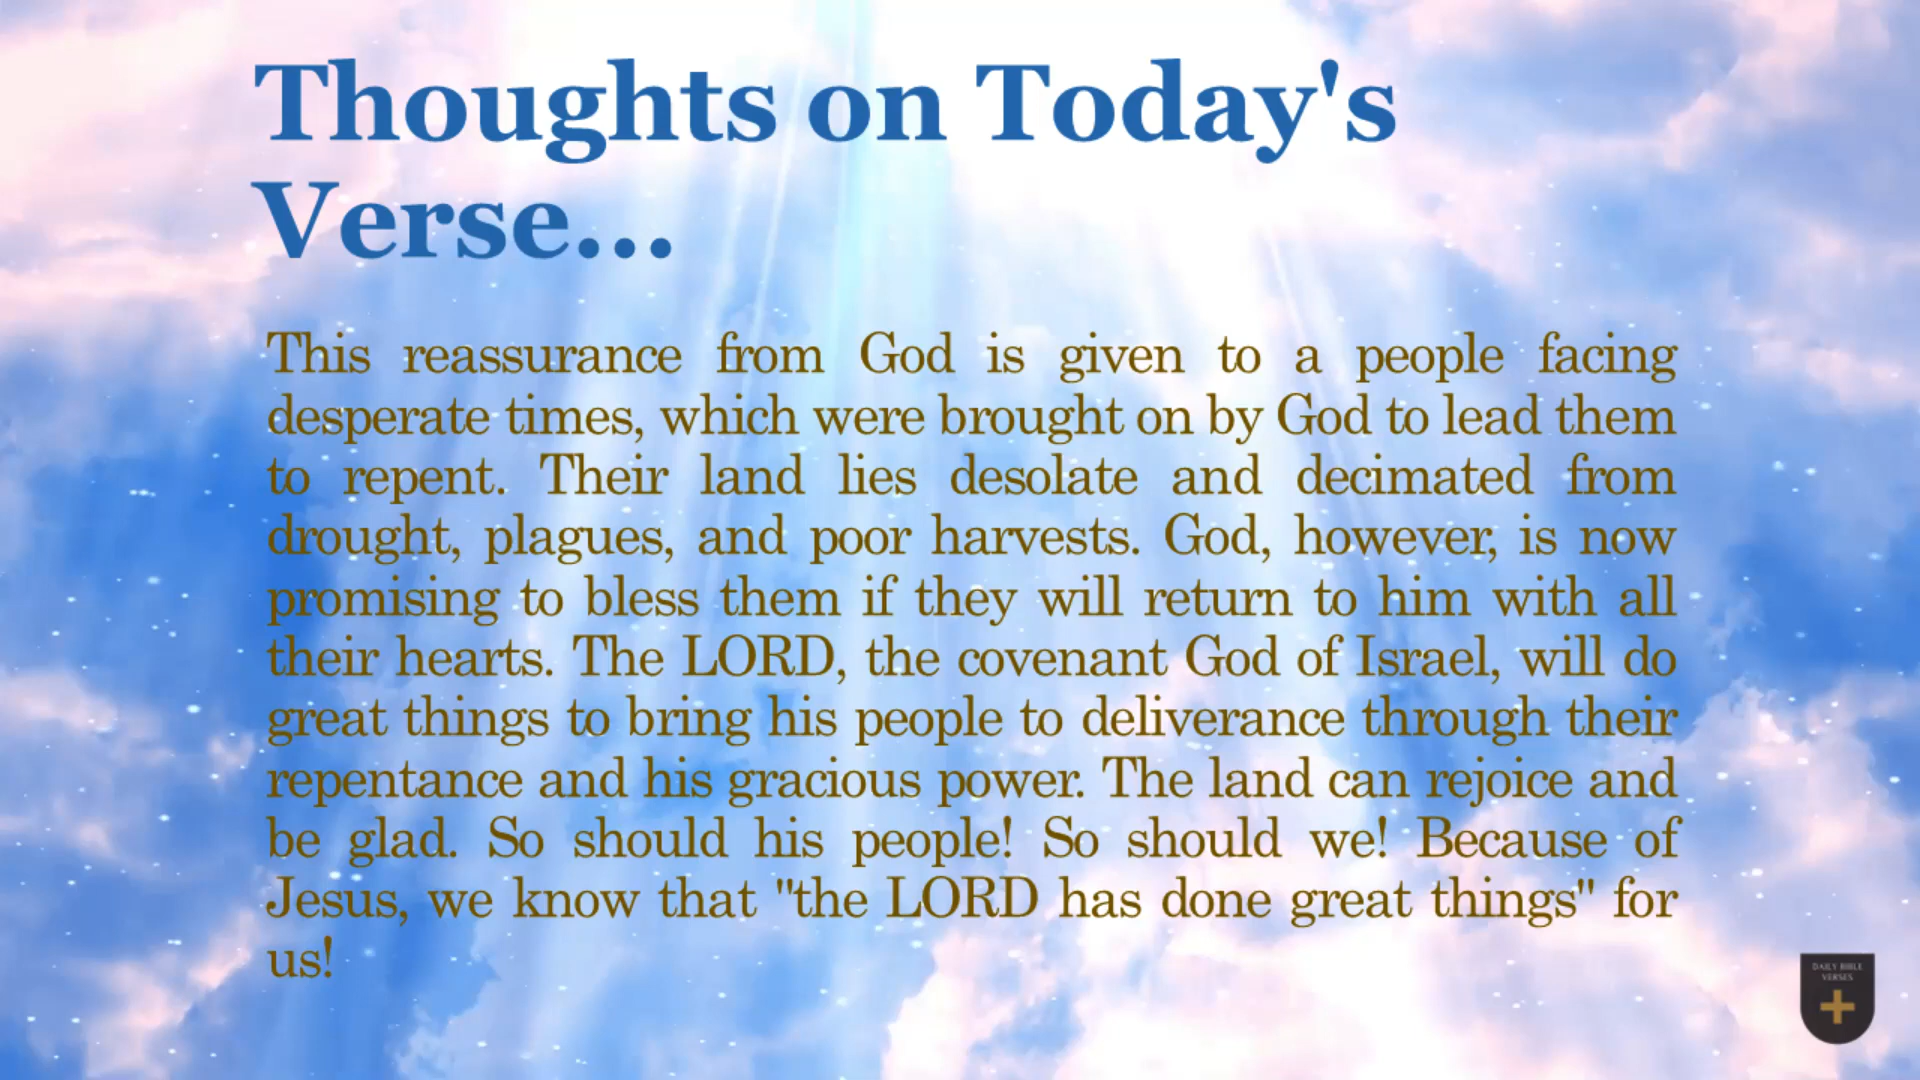 Thoughts on Today's
Verse...
This reassurance from God is given to a people facing
desperate times, which were brought on by God to lead them
to repent. Their land lies desolate and decimated from
drought, plagues, and poor harvests. God, however, is now
promising to bless them if they will return to him with all
their hearts. The LORD, the covenant God of Israel, will do
great things to bring his people to deliverance through their
repentance and his gracious power. The land can rejoice and
be glad. So should his people! So should we! Because of
Jesus, we know that "the LORD has done great things" for
us!
DAILY BIBLE
VERSES